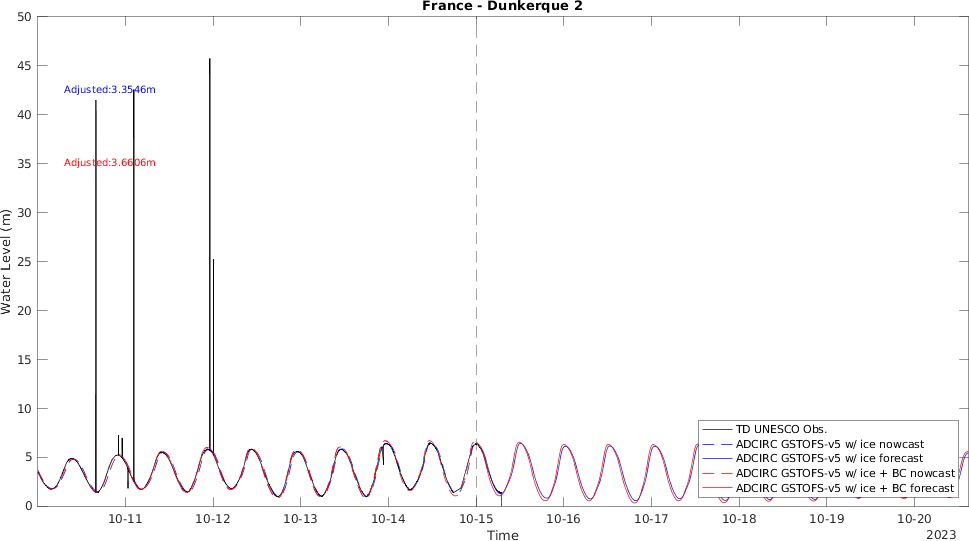 France - Dunkerque 2
50
45
40
35
30
25
20
15
10
5
0
Water Level (m)
Adjusted:3.3546m
Adjusted:3.6606m
TD UNESCO Obs.
ADCIRC GSTOFS-v5 w/ ice nowcast
ADCIRC GSTOFS-v5 w/ ice forecast
ADCIRC GSTOFS-v5 w/ ice + BC nowcast
ADCIRC GSTOFS-v5 w/ ice + BC forecast
10-11 10-12 10-13 10-14 10-15 10-16 10-17 10-18 10-19 10-20
Time
2023